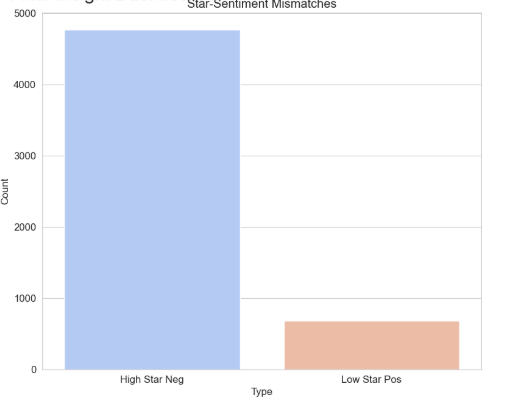 Star-Sentiment Mismatches
5000
4000
3000
2000
1000
0
Count
High Star Neg
Low Star Pos
Type